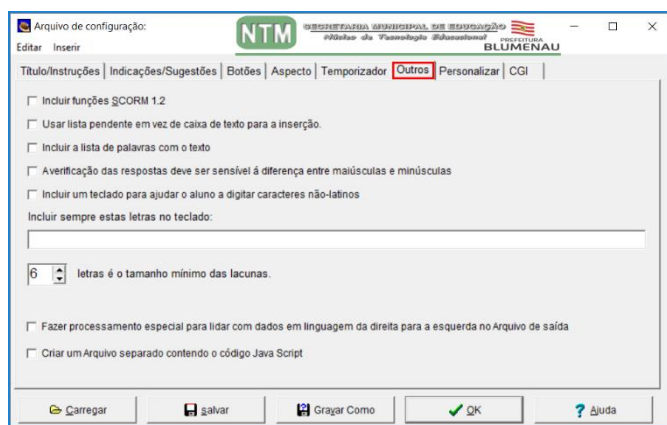 Arquivo de configuração:
NTM
SECRETARIA MUNICIPAL DE EDUCAÇÃO
Núcleo de Tecnologia Educacional
PREFEITURA
BLUMENAU
Editar Inserir
Título/Instruções Indicações/Sugestões Botões Aspecto Temporizador Outros Personalizar CGI
Incluir funções SCORM 1.2
Usar lista pendente em vez de caixa de texto para a inserção.
Incluir a lista de palavras com o texto
Averificação das respostas deve ser sensível á diferença entre maiúsculas e minúsculas
Incluir um teclado para ajudar o aluno a digitar caracteres não-latinos
Incluir sempre estas letras no teclado:
6 letras é o tamanho mínimo das lacunas.
Fazer processamento especial para lidar com dados em linguagem da direita para a esquerda no Arquivo de saída
Criar um Arquivo separado contendo o código Java Script
Carregar salvar Gravar Como OK Ajuda